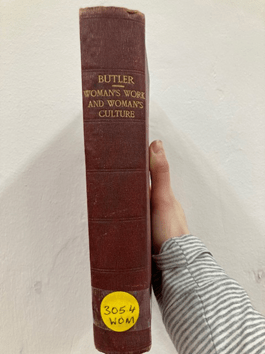 BUTLER
WOMAN'S WORK
AND WOMAN'S
CULTURE
305.4
WOM